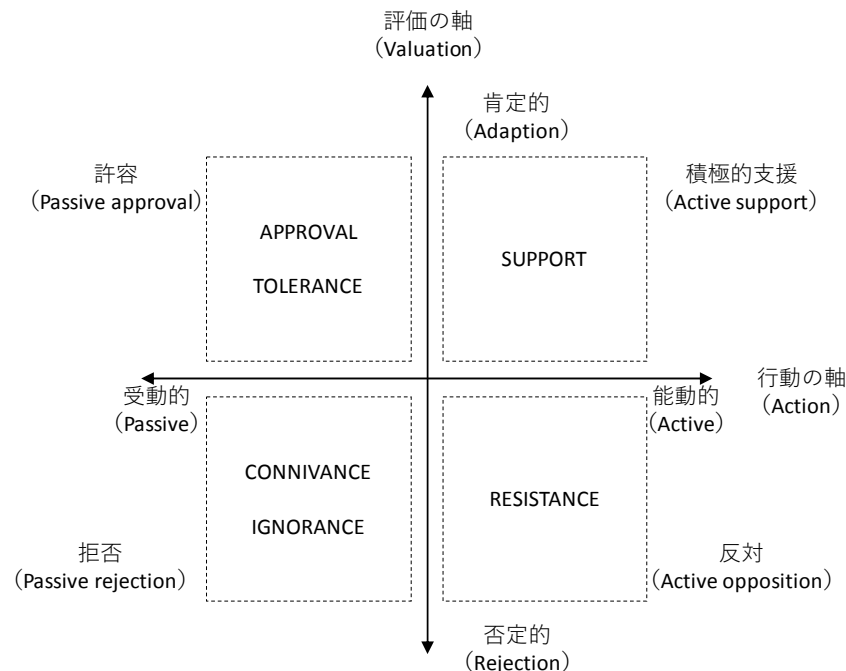 評価の軸
（Valuation）
肯定的
（Adaption）
許容
（Passive approval）
積極的支援
（Active support）
APPROVAL
TOLERANCE
SUPPORT
受動的
（Passive）
能動的
（Active）
行動の軸
（Action）
CONNIVANCE
IGNORANCE
RESISTANCE
拒否
（Passive rejection）
反対
（Active opposition）
否定的
（Rejection）